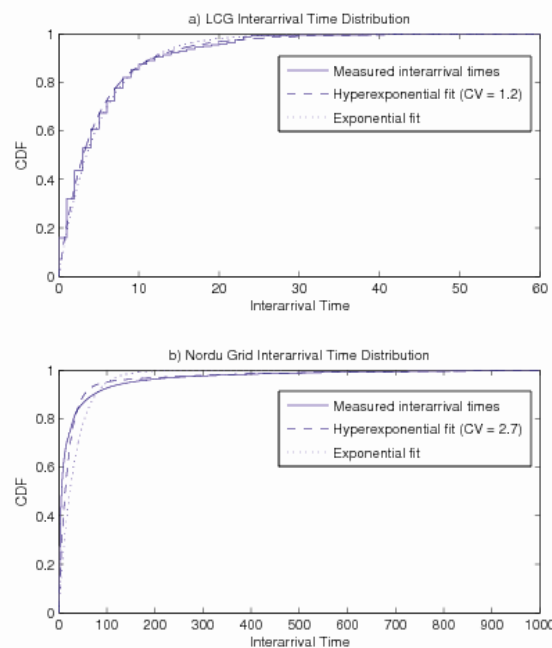 a) LCG Interarrival Time Distribution
1
0.8
0.6
0.4
0.2
0
CDF
Measured interarrival times
Hyperexponential fit (CV = 1.2)
Exponential fit
0 10 20 30 40 50 60
Interarrival Time
b) Nordu Grid Interarrival Time Distribution
1
0.8
0.6
0.4
0.2
0
CDF
Measured interarrival times
Hyperexponential fit (CV = 2.7)
Exponential fit
0 100 200 300 400 500 600 700 800 900 1000
Interarrival Time